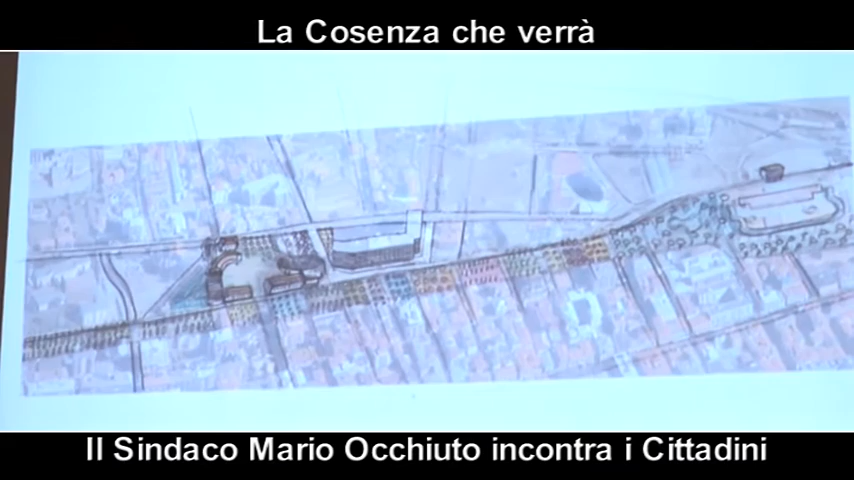 La Cosenza che verrà
Il Sindaco Mario Occhiuto incontra i Cittadini